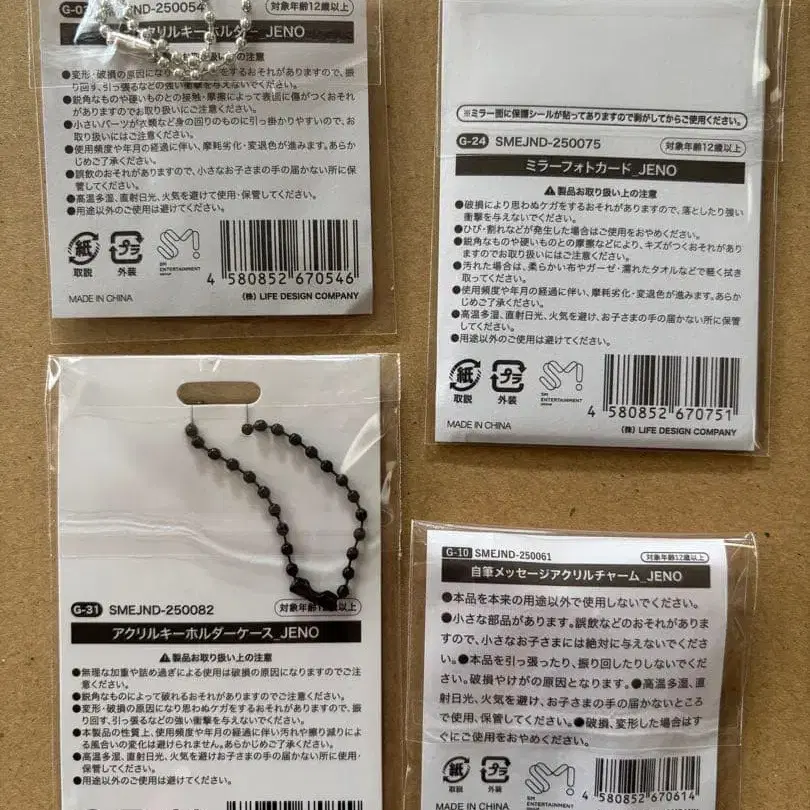 SMEJND-250054
対象年齢12歳以上
アクリルキーホルダー_JENO
お取り扱い上の注意
●変形・破損の原因になり
をするおそれがありますので、振
り回す、引っ張るなどの強い衝撃を与えないでください。
●鋭角なものや硬いものとの接触・摩擦によって表面に傷がつくおそれ
がありますのでお取り扱いにご注意ください。
●小さいパーツが衣類など身の回りのものに引っ掛かりやすいので、お
取り扱いにはご注意ください。
●使用頻度や年月の経過に伴い、摩耗劣化・変退色が進みます。あらか
じめご了承ください。
●誤飲のおそれがありますので、小さなお子さまの手の届かない所に保
管してください。
●高温多湿、直射日光、火気を避けて使用・保管してください。
●用途以外のご使用は避けてください。
紙
取説
プラ
外装
SM!
SM
ENTERTAINMENT
4 580852 670546
MADE IN CHINA
(株) LIFE DESIGN COMPANY
※ミラー面に保護シールが貼ってありますので剥がしてからご使用ください。
G-24 SMEJND-250075
対象年齢12歳以上
ミラーフォトカード_JENO
⚠製品お取り扱い上の注意
●破損により思わぬケガをするおそれがありますので、落としたり強い
衝撃を与えないでください。
●ひび・割れなどが発生した場合はご使用をおやめください。
●鋭角なものや硬いものとの摩擦などにより、キズがつくおそれがあり
ますのでお取り扱いにご注意ください。
●汚れた場合は、柔らかい布やガーゼ・濡れたタオルなどで軽く拭き
取ってください。
●使用頻度や年月の経過に伴い、摩耗劣化・変退色が進みます。あらか
じめご了承ください。
●高温多湿、直射日光、火気を避け、お子さまの手の届かない所に保管
してください。
●用途以外のご使用は避けてください。
紙
取説
プラ
外装
SM!
SM
ENTERTAINMENT
4 580852 670751
MADE IN CHINA
(株) LIFE DESIGN COMPANY
G-31 SMEJND-250082
対象年齢12歳以上
アクリルキーホルダーケース_JENO
⚠製品お取り扱い上の注意
●無理な加重や詰め過ぎによる使用は破損の原因になりますのでご注
意ください。
●鋭角なものによって破れるおそれがありますのでご注意ください。
●変形・破損の原因になり思わぬケガをするおそれがありますので、振
り回す、引っ張るなどの強い衝撃を与えないでください。
●本製品の性質上、使用頻度や年月の経過に伴い汚れや擦り減りに
よる風合いの変化は避けられません。あらかじめご了承ください。
●高温多湿、直射日光、火気を避けお子さまの手の届かない所に使用・
保管してください。
●用途以外のご使用は避けてください。
G-10 SMEJND-250061
対象年齢12歳以上
自筆メッセージアクリルチャーム_JENO
●本品を本来の用途以外で使用しないでください。
●小さな部品があります。誤飲などのおそれがありま
すので、小さなお子さまには絶対に与えないでくださ
い。●本品を引っ張ったり、振り回したりしないでくだ
さい。破損やけがの原因となります。●高温多湿、直
射日光、火気を避け、お子さまの手の届かないところ
で使用、保管してください。●破損、変形した場合はす
ぐにご使用をおやめください。
紙
取説
プラ
外装
SM!
SM
ENTERTAINMENT
4 580852 670614
MADE IN CHINA